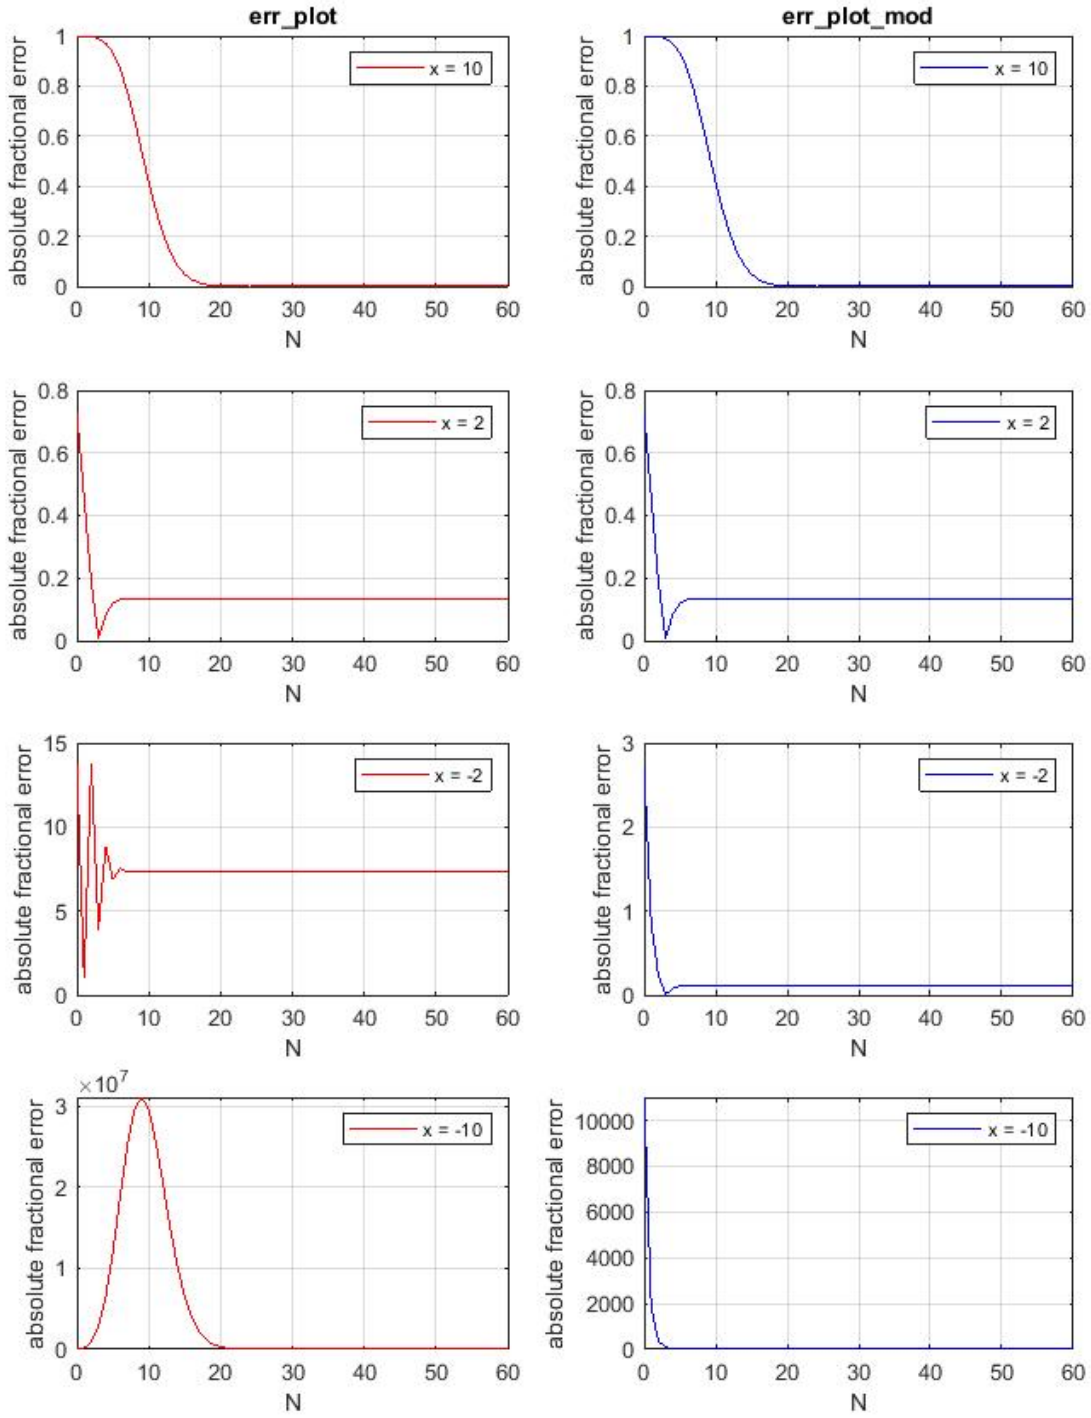 err_plot
absolute fractional error
1
0.8
0.6
0.4
0.2
0
x = 10
0 10 20 30 40 50 60
N
err_plot_mod
absolute fractional error
1
0.8
0.6
0.4
0.2
0
x = 10
0 10 20 30 40 50 60
N
absolute fractional error
0.8
0.6
0.4
0.2
0
x = 2
0 10 20 30 40 50 60
N
absolute fractional error
0.8
0.6
0.4
0.2
0
x = 2
0 10 20 30 40 50 60
N
absolute fractional error
15
10
5
0
x = -2
0 10 20 30 40 50 60
N
absolute fractional error
3
2
1
0
x = -2
0 10 20 30 40 50 60
N
×10⁷
absolute fractional error
3
2
1
0
x = -10
0 10 20 30 40 50 60
N
absolute fractional error
10000
8000
6000
4000
2000
0
x = -10
0 10 20 30 40 50 60
N